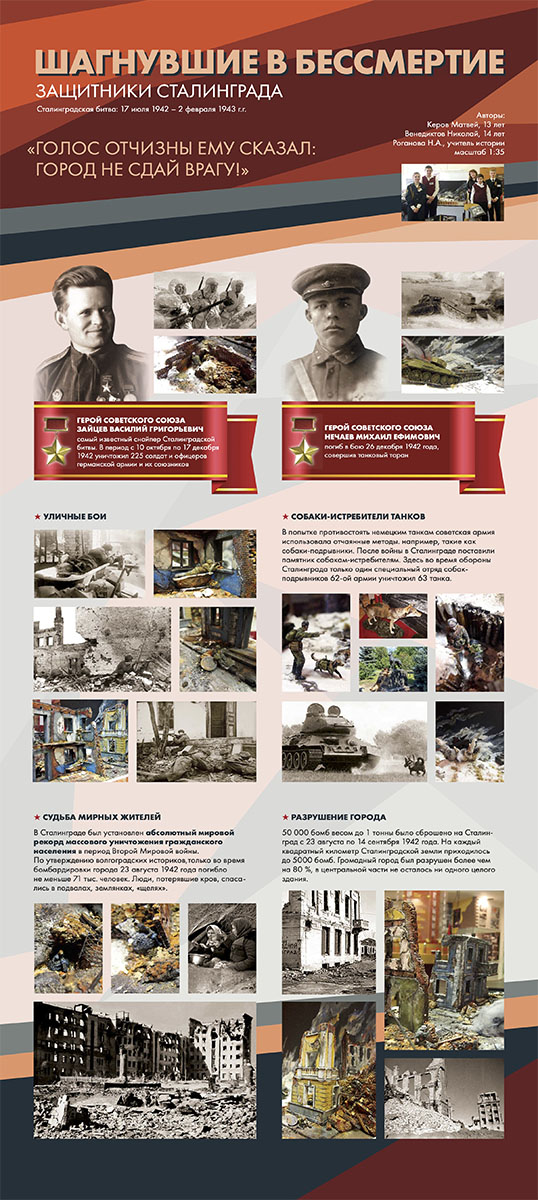 ШАГНУВШИЕ В БЕССМЕРТИЕ
ЗАЩИТНИКИ СТАЛИНГРАДА
Сталинградская битва: 17 июля 1942 – 2 февраля 1943 г.г.
Авторы:
Керов Матвей, 13 лет
Венедиктов Николай, 14 лет
Роганова Н.А., учитель истории
масштаб 1:35
«ГОЛОС ОТЧИЗНЫ ЕМУ СКАЗАЛ:
ГОРОД НЕ СДАЙ ВРАГУ!»
ГЕРОЙ СОВЕТСКОГО СОЮЗА
ЗАЙЦЕВ ВАСИЛИЙ ГРИГОРЬЕВИЧ
самый известный снайпер Сталинградской
битвы. В период с 10 октября по 17 декабря
1942 уничтожил 225 солдат и офицеров
германской армии и их союзников
ГЕРОЙ СОВЕТСКОГО СОЮЗА
НЕЧАЕВ МИХАИЛ ЕФИМОВИЧ
погиб в бою 26 декабря 1942 года,
совершив танковый таран
УЛИЧНЫЕ БОИ
СОБАКИ-ИСТРЕБИТЕЛИ ТАНКОВ
В попытке противостоять немецким танкам советская армия
использовала отчаянные методы. например, такие как
собаки-подрывники. После войны в Сталинграде поставили
памятник собакам-истребителям. Здесь во время обороны
Сталинграда только один специальный отряд собак-
подрывников 62-ой армии уничтожил 63 танка.
СУДЬБА МИРНЫХ ЖИТЕЛЕЙ
В Сталинграде был установлен абсолютный мировой
рекорд массового уничтожения гражданского
населения в период Второй Мировой войны.
По утверждению волгоградских историков,только во время
бомбардировки города 23 августа 1942 года погибло
не меньше 71 тыс. человек. Люди, потерявшие кров, спаса-
лись в подвалах, землянках, «щелях».
РАЗРУШЕНИЕ ГОРОДА
50 000 бомб весом до 1 тонны было сброшено на Сталин-
град с 23 августа по 14 сентября 1942 года. На каждый
квадратный километр Сталинградской земли приходилось
до 5000 бомб. Громадный город был разрушен более чем
на 80 %, в центральной части не осталось ни одного целого
здания.